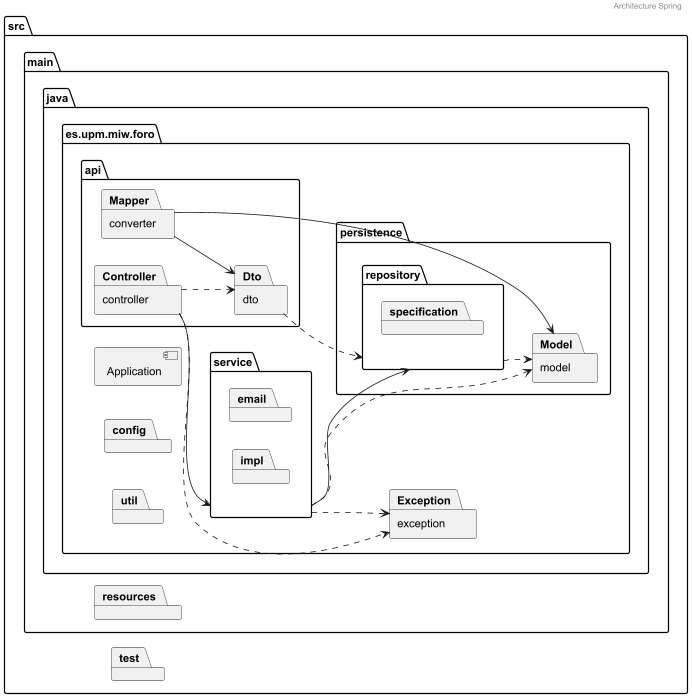 Architecture Spring
src
main
java
es.upm.miw.foro
api
Mapper
converter
persistence
Controller
controller
Dto
dto
repository
specification
Model
model
Application
service
email
config
impl
util
Exception
exception
resources
test